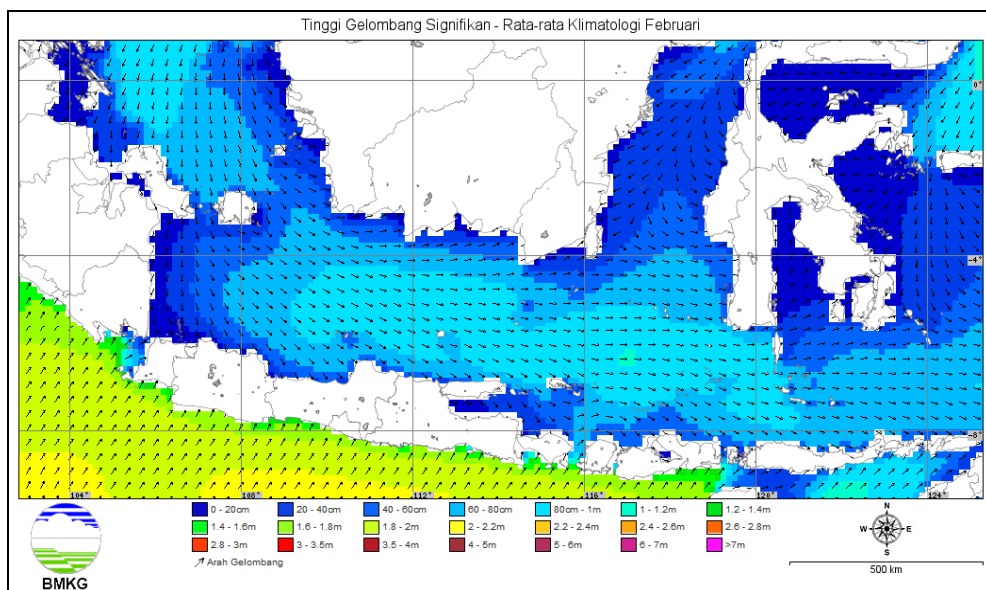 Tinggi Gelombang Signifikan - Rata-rata Klimatologi Februari
0°
-4°
-8°
104° 108° 112° 116° 120° 124°
0 - 20cm 20 - 40cm 40 - 60cm 60 - 80cm 80cm - 1m 1 - 1.2m 1.2 - 1.4m
1.4 - 1.6m 1.6 - 1.8m 1.8 - 2m 2 - 2.2m 2.2 - 2.4m 2.4 - 2.6m 2.6 - 2.8m
2.8 - 3m 3 - 3.5m 3.5 - 4m 4 - 5m 5 - 6m 6 - 7m >7m
Arah Gelombang
BMKG
N
W E
S
500 km